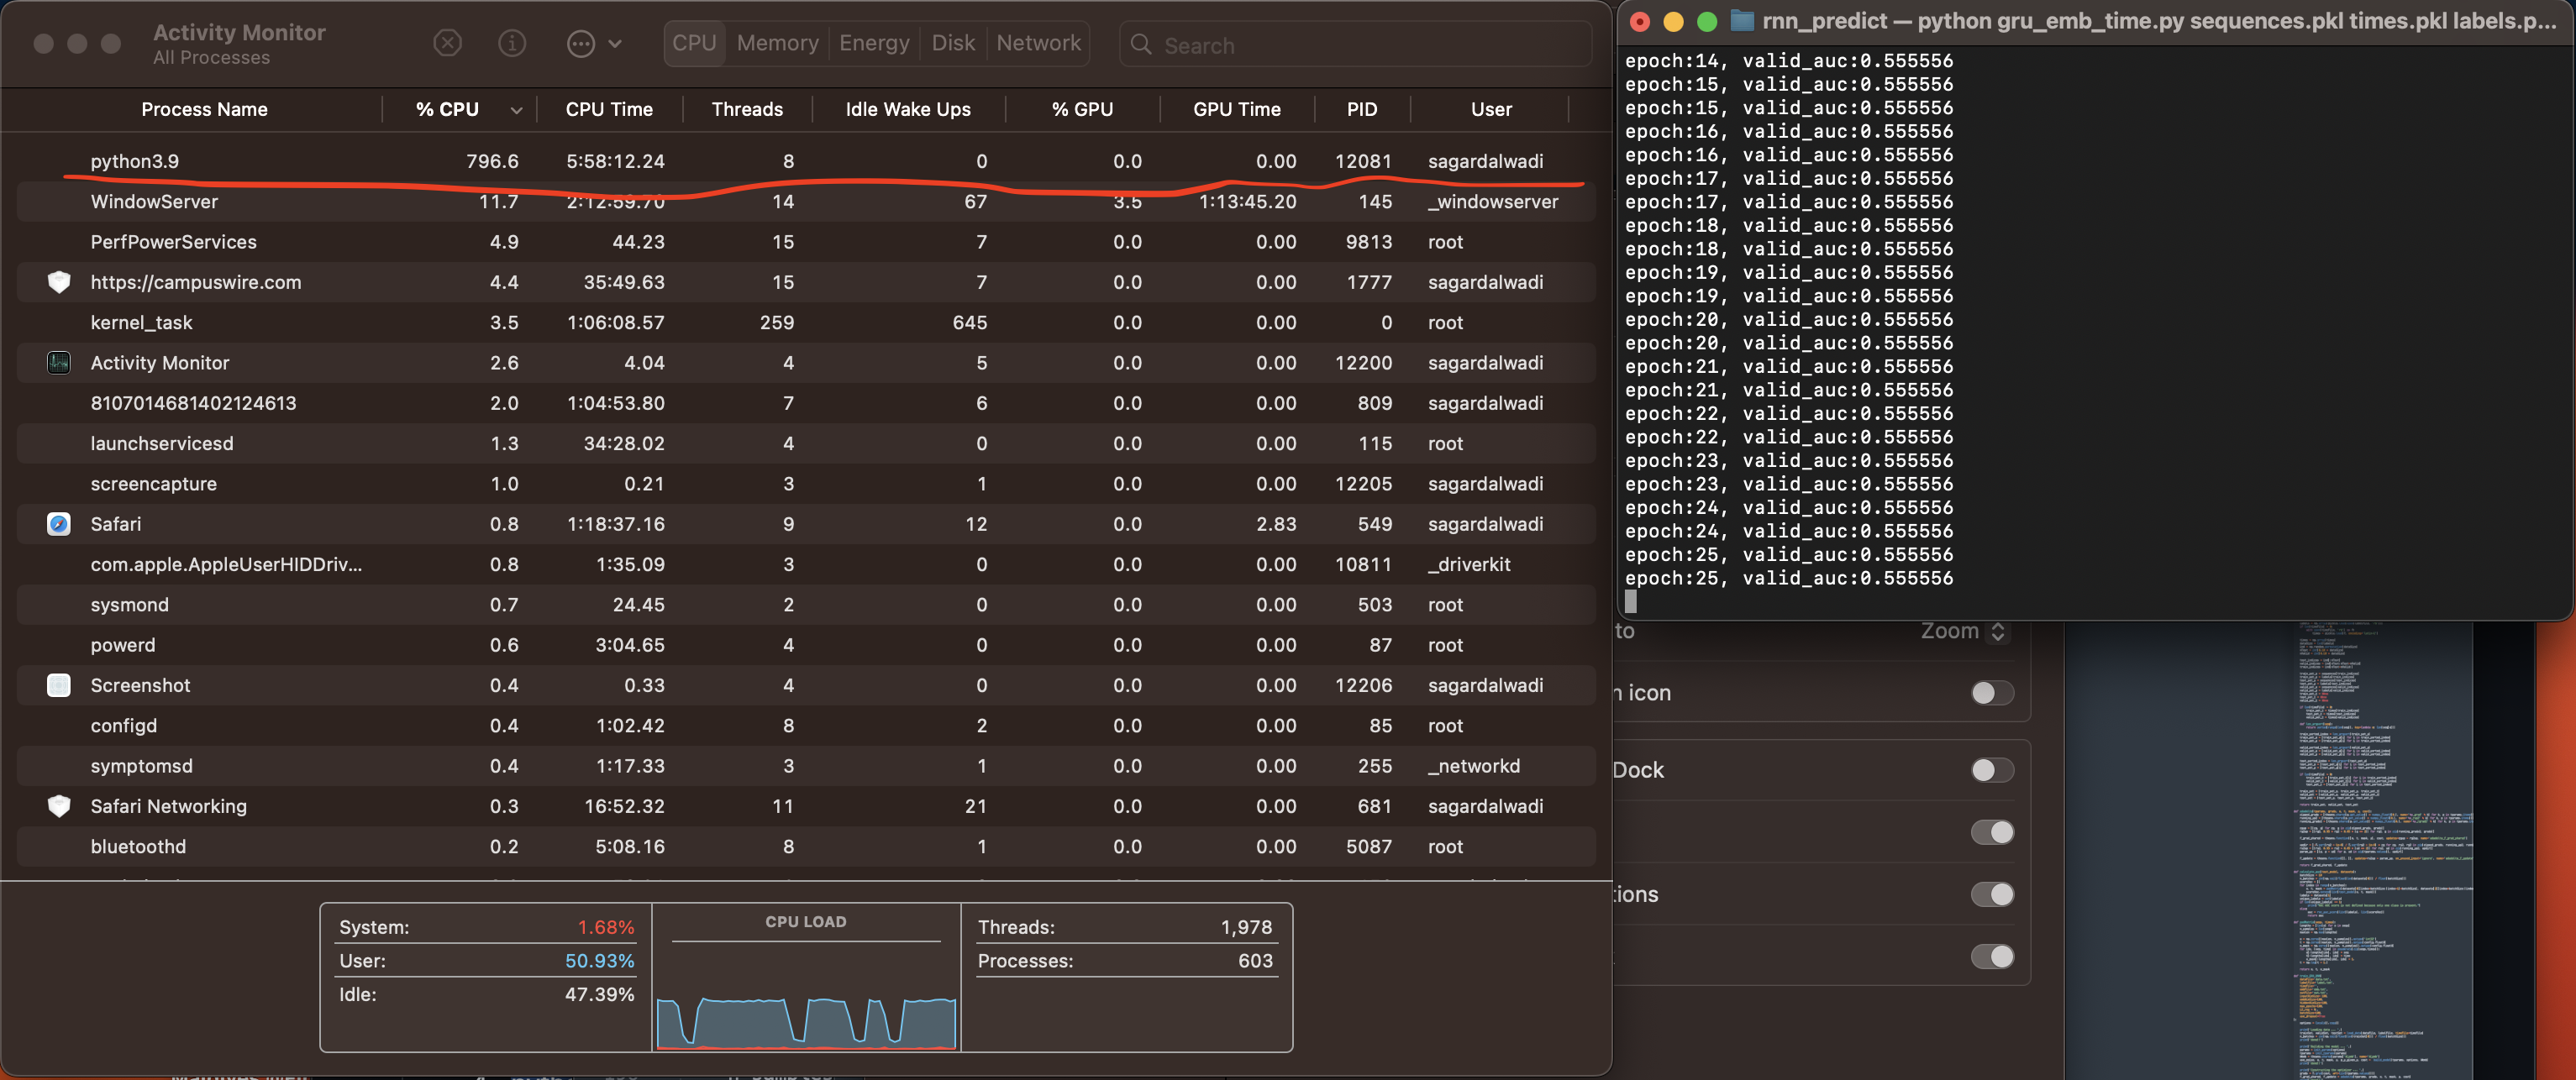 Activity Monitor
All Processes
CPU Memory Energy Disk Network
Search
Process Name % CPU CPU Time Threads Idle Wake Ups % GPU GPU Time PID User
python3.9 796.6 5:58:12.24 8 0 0.0 0.00 12081 sagardalwadi
WindowServer 11.7 2:12:59.70 14 67 3.5 1:13:45.20 145 _windowserver
PerfPowerServices 4.9 44.23 15 7 0.0 0.00 9813 root
https://campuswire.com 4.4 35:49.63 15 7 0.0 0.00 1777 sagardalwadi
kernel_task 3.5 1:06:08.57 259 645 0.0 0.00 0 root
Activity Monitor 2.6 4.04 4 5 0.0 0.00 12200 sagardalwadi
8107014681402124613 2.0 1:04:53.80 7 6 0.0 0.00 809 sagardalwadi
launchservicesd 1.3 34:28.02 4 0 0.0 0.00 115 root
screencapture 1.0 0.21 3 1 0.0 0.00 12205 sagardalwadi
Safari 0.8 1:18:37.16 9 12 0.0 2.83 549 sagardalwadi
com.apple.AppleUserHIDDriv... 0.8 1:35.09 3 0 0.0 0.00 10811 _driverkit
sysmond 0.7 24.45 2 0 0.0 0.00 503 root
powerd 0.6 3:04.65 4 0 0.0 0.00 87 root
Screenshot 0.4 0.33 4 0 0.0 0.00 12206 sagardalwadi
configd 0.4 1:02.42 8 2 0.0 0.00 85 root
symptomsd 0.4 1:17.33 3 1 0.0 0.00 255 _networkd
Safari Networking 0.3 16:52.32 11 21 0.0 0.00 681 sagardalwadi
bluetoothd 0.2 5:08.16 8 1 0.0 0.00 5087 root
System: 1.68%
User: 50.93%
Idle: 47.39%
CPU LOAD
Threads: 1,978
Processes: 603
rnn_predict — python gru_emb_time.py sequences.pkl times.pkl labels.p...
epoch:14, valid_auc:0.555556
epoch:15, valid_auc:0.555556
epoch:15, valid_auc:0.555556
epoch:16, valid_auc:0.555556
epoch:16, valid_auc:0.555556
epoch:17, valid_auc:0.555556
epoch:17, valid_auc:0.555556
epoch:18, valid_auc:0.555556
epoch:18, valid_auc:0.555556
epoch:19, valid_auc:0.555556
epoch:19, valid_auc:0.555556
epoch:20, valid_auc:0.555556
epoch:20, valid_auc:0.555556
epoch:21, valid_auc:0.555556
epoch:21, valid_auc:0.555556
epoch:22, valid_auc:0.555556
epoch:22, valid_auc:0.555556
epoch:23, valid_auc:0.555556
epoch:23, valid_auc:0.555556
epoch:24, valid_auc:0.555556
epoch:24, valid_auc:0.555556
epoch:25, valid_auc:0.555556
epoch:25, valid_auc:0.555556
to Zoom
icon
Dock
tions